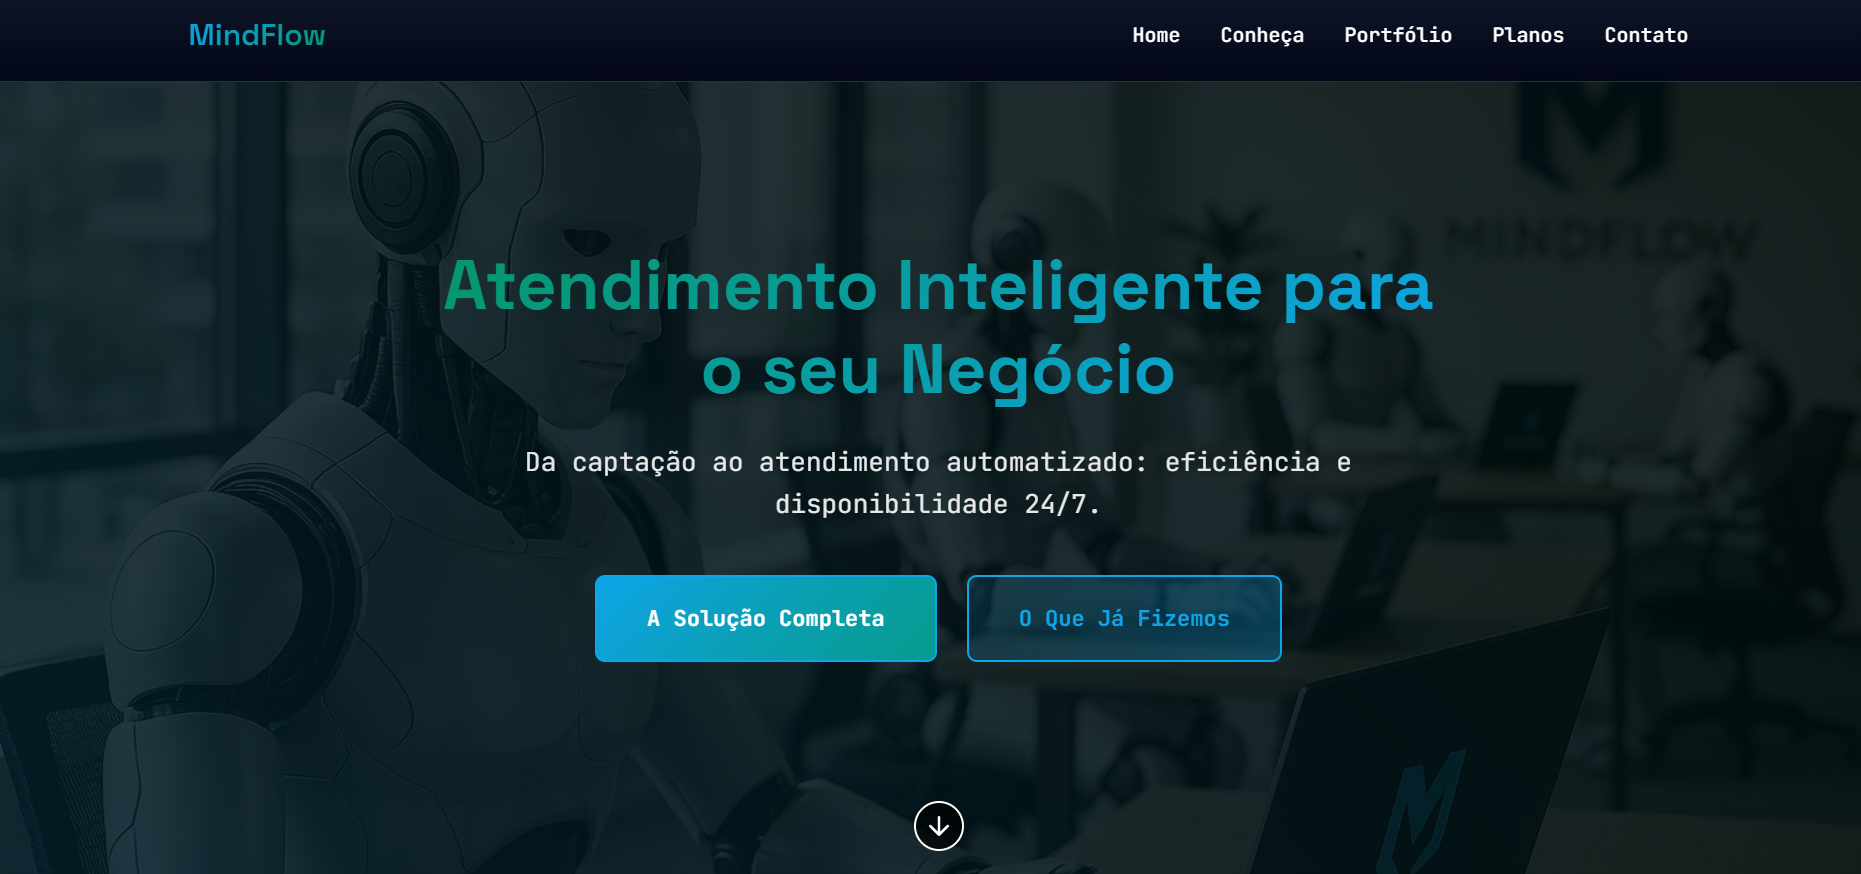 MindFlow
Home Conheça Portfólio Planos Contato
MINDFLOW
Atendimento Inteligente para
o seu Negócio
Da captação ao atendimento automatizado: eficiência e
disponibilidade 24/7.
A Solução Completa
O Que Já Fizemos